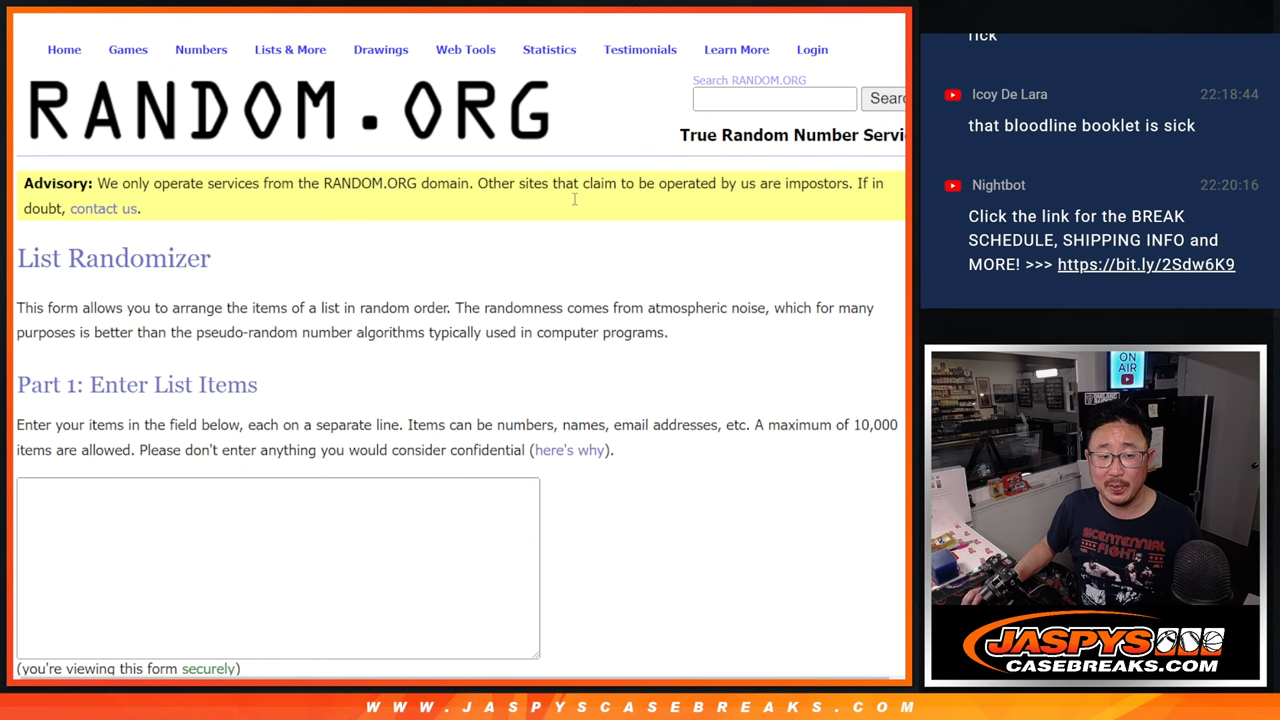 Home Games Numbers Lists & More Drawings Web Tools Statistics Testimonials Learn More Login
RANDOM.ORG
Search RANDOM.ORG
True Random Number Servi
Advisory: We only operate services from the RANDOM.ORG domain. Other sites that claim to be operated by us are impostors. If in
doubt, contact us.
List Randomizer
This form allows you to arrange the items of a list in random order. The randomness comes from atmospheric noise, which for many
purposes is better than the pseudo-random number algorithms typically used in computer programs.
Part 1: Enter List Items
Enter your items in the field below, each on a separate line. Items can be numbers, names, email addresses, etc. A maximum of 10,000
items are allowed. Please don't enter anything you would consider confidential (here's why).
(you're viewing this form securely)
Icoy De Lara 22:18:44
that bloodline booklet is sick
Nightbot 22:20:16
Click the link for the BREAK
SCHEDULE, SHIPPING INFO and
MORE! >>> https://bit.ly/2Sdw6K9
ON
AIR
BICENTENNIAL
FIGHT
JASPYS
CASEBREAKS.COM
WWW.JASPYSCASEBREAKS.COM